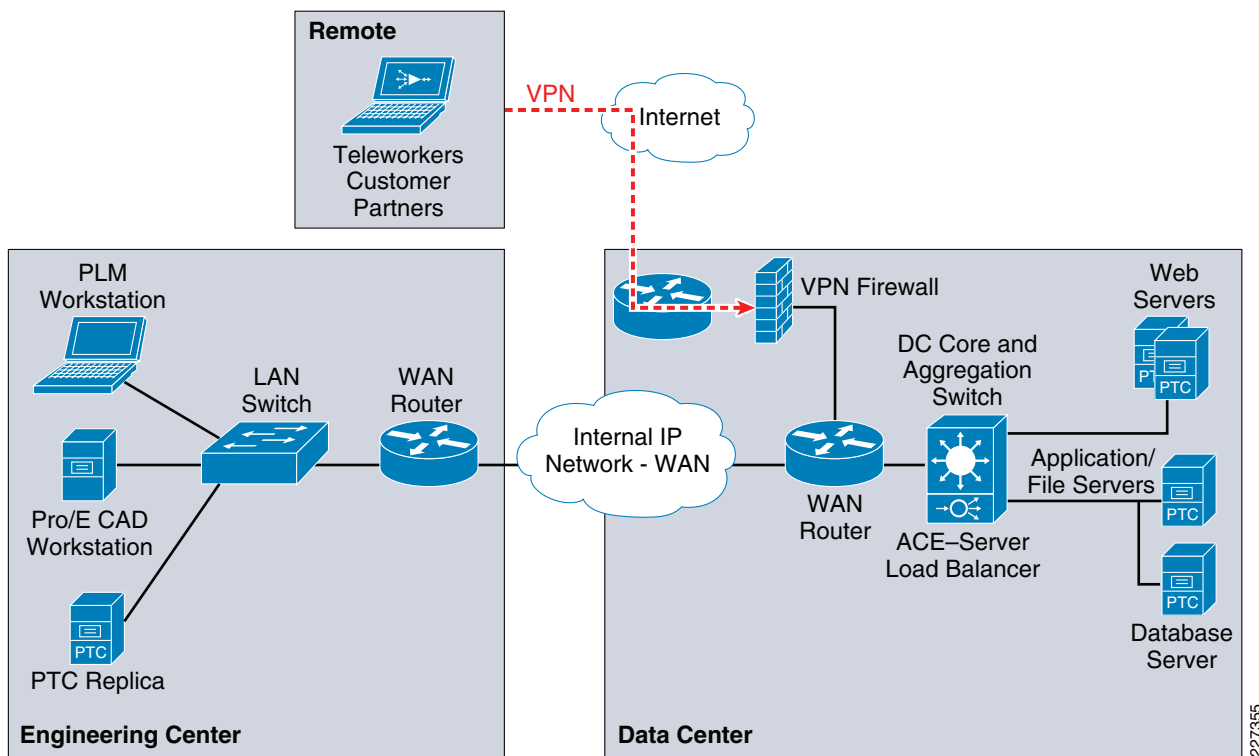 Remote
Teleworkers
Customer
Partners
VPN
Internet
PLM
Workstation
LAN
Switch
WAN
Router
Pro/E CAD
Workstation
PTC
PTC Replica
Engineering Center
Internal IP
Network - WAN
VPN Firewall
WAN
Router
DC Core and
Aggregation
Switch
ACE–Server
Load Balancer
Web
Servers
PTC
PTC
Application/
File Servers
PTC
PTC
Database
Server
Data Center
227355